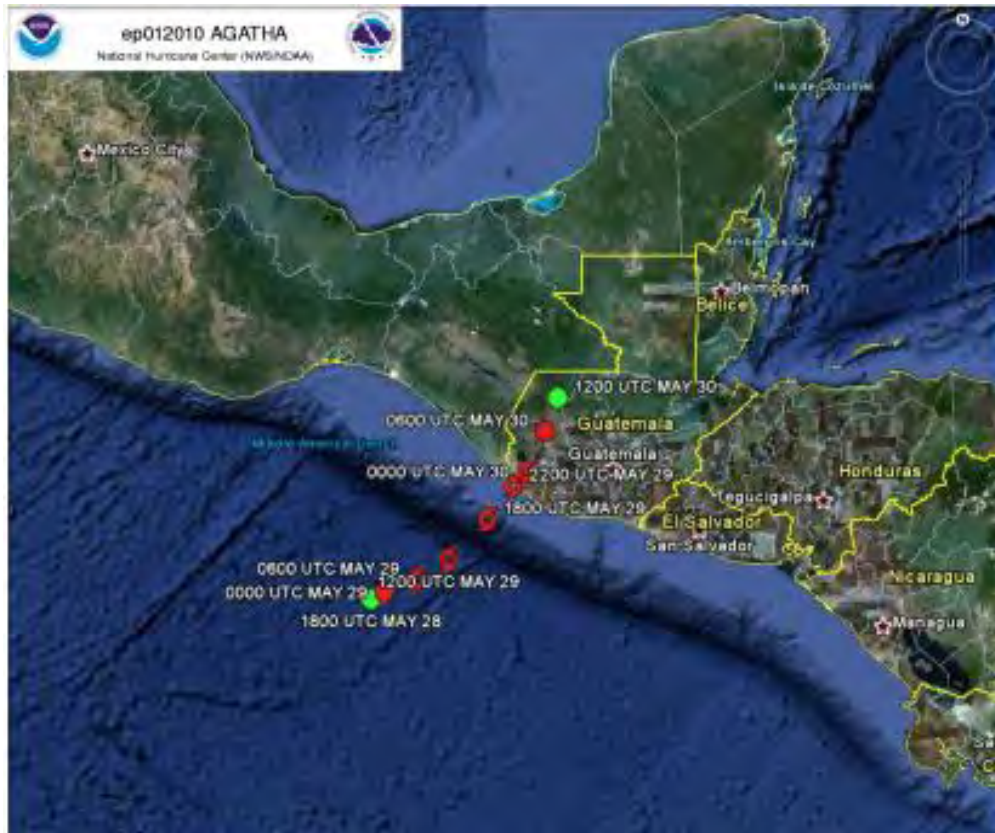 ep012010 AGATHA
National Hurricane Center (NWS/NDAA)
N
Isla de Cozumel
Mexico City
Belmopan
Belice
1200 UTC MAY 30
0600 UTC MAY 30
Guatemala
Guatemala
0000 UTC MAY 30
2200 UTC MAY 29
Honduras
1800 UTC MAY 29
Tegucigalpa
El Salvador
San Salvador
0600 UTC MAY 29
1200 UTC MAY 29
Nicaragua
0000 UTC MAY 29
1800 UTC MAY 28
Managua